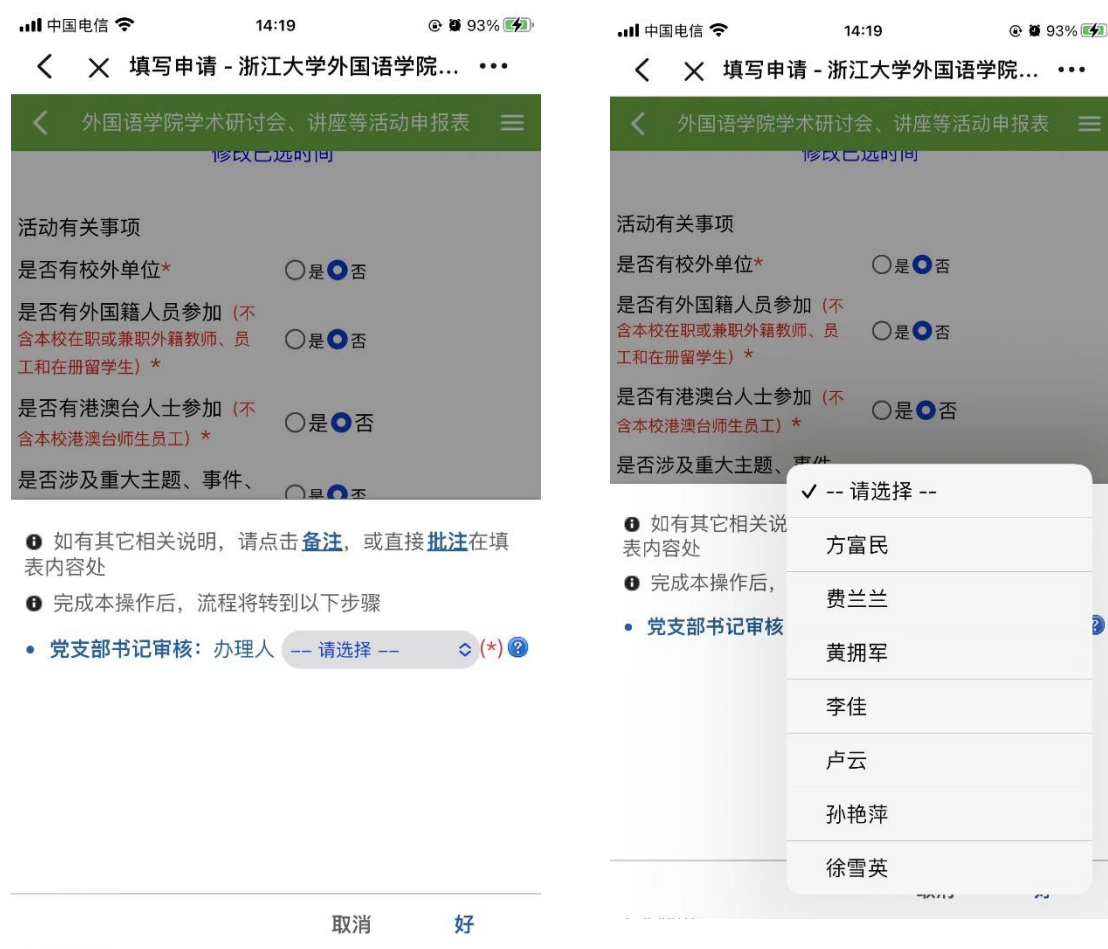 中国电信 14:19 93%
填写申请 - 浙江大学外国语学院...
外国语学院学术研讨会、讲座等活动申报表
修改已选时间
活动有关事项
是否有校外单位* 是 否
是否有外国籍人员参加（不
含本校在职或兼职外籍教师、员
工和在册留学生）* 是 否
是否有港澳台人士参加（不
含本校港澳台师生员工）* 是 否
是否涉及重大主题、事件、
是 否
如有其它相关说明，请点击备注，或直接批注在填
表内容处
完成本操作后，流程将转到以下步骤
• 党支部书记审核：办理人 -- 请选择 -- (*)
取消 好
中国电信 14:19 93%
填写申请 - 浙江大学外国语学院...
外国语学院学术研讨会、讲座等活动申报表
修改已选时间
活动有关事项
是否有校外单位* 是 否
是否有外国籍人员参加（不
含本校在职或兼职外籍教师、员
工和在册留学生）* 是 否
是否有港澳台人士参加（不
含本校港澳台师生员工）* 是 否
是否涉及重大主题、事件
如有其它相关说
表内容处
完成本操作后，
• 党支部书记审核
✓ -- 请选择 --
方富民
费兰兰
黄拥军
李佳
卢云
孙艳萍
徐雪英